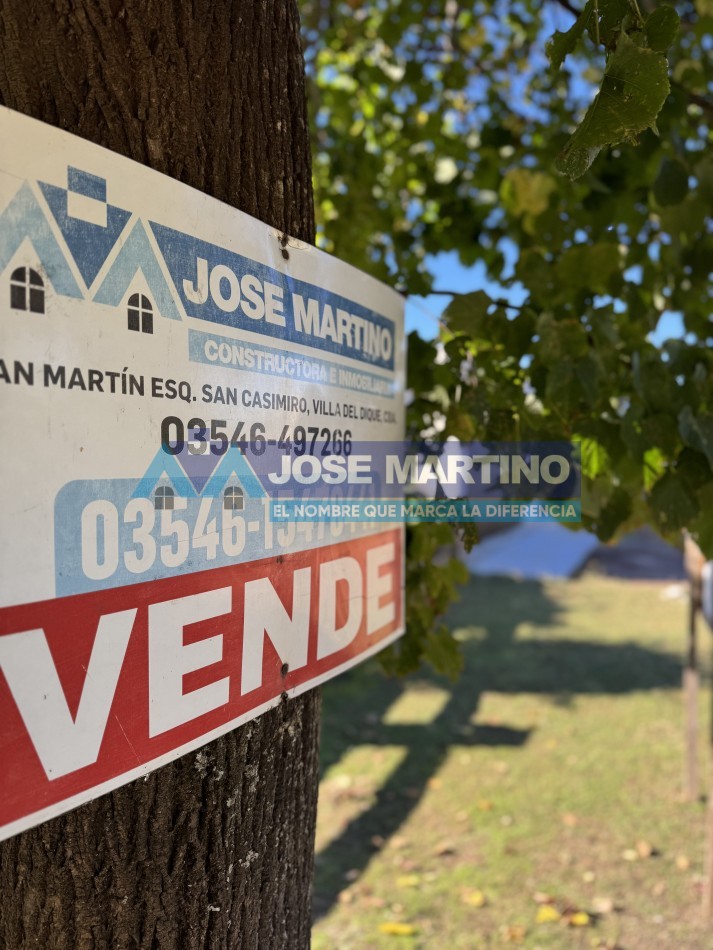 JOSE MARTINO
CONSTRUCTORA E INMOBILIARIA
AN MARTÍN ESQ. SAN CASIMIRO, VILLA DEL DIQUE, CBA.
03546-497266
JOSE MARTINO
EL NOMBRE QUE MARCA LA DIFERENCIA
VENDE